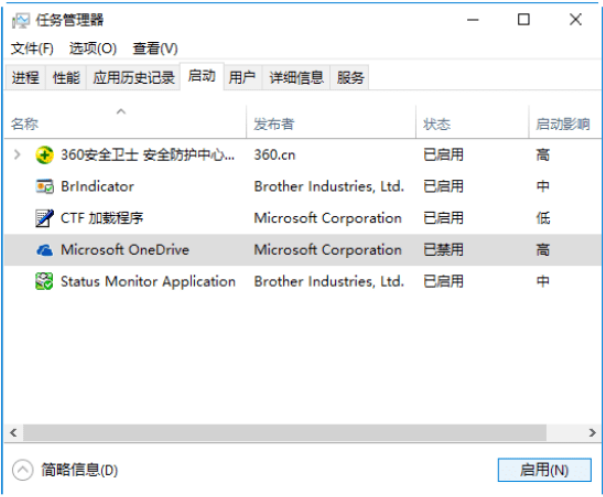 任务管理器
文件(F) 选项(O) 查看(V)
进程 性能 应用历史记录 启动 用户 详细信息 服务
名称 发布者 状态 启动影响
360安全卫士 安全防护中心... 360.cn 已启用 高
BrIndicator Brother Industries, Ltd. 已启用 中
CTF 加载程序 Microsoft Corporation 已启用 低
Microsoft OneDrive Microsoft Corporation 已禁用 高
Status Monitor Application Brother Industries, Ltd. 已启用 中
简略信息(D) 启用(N)